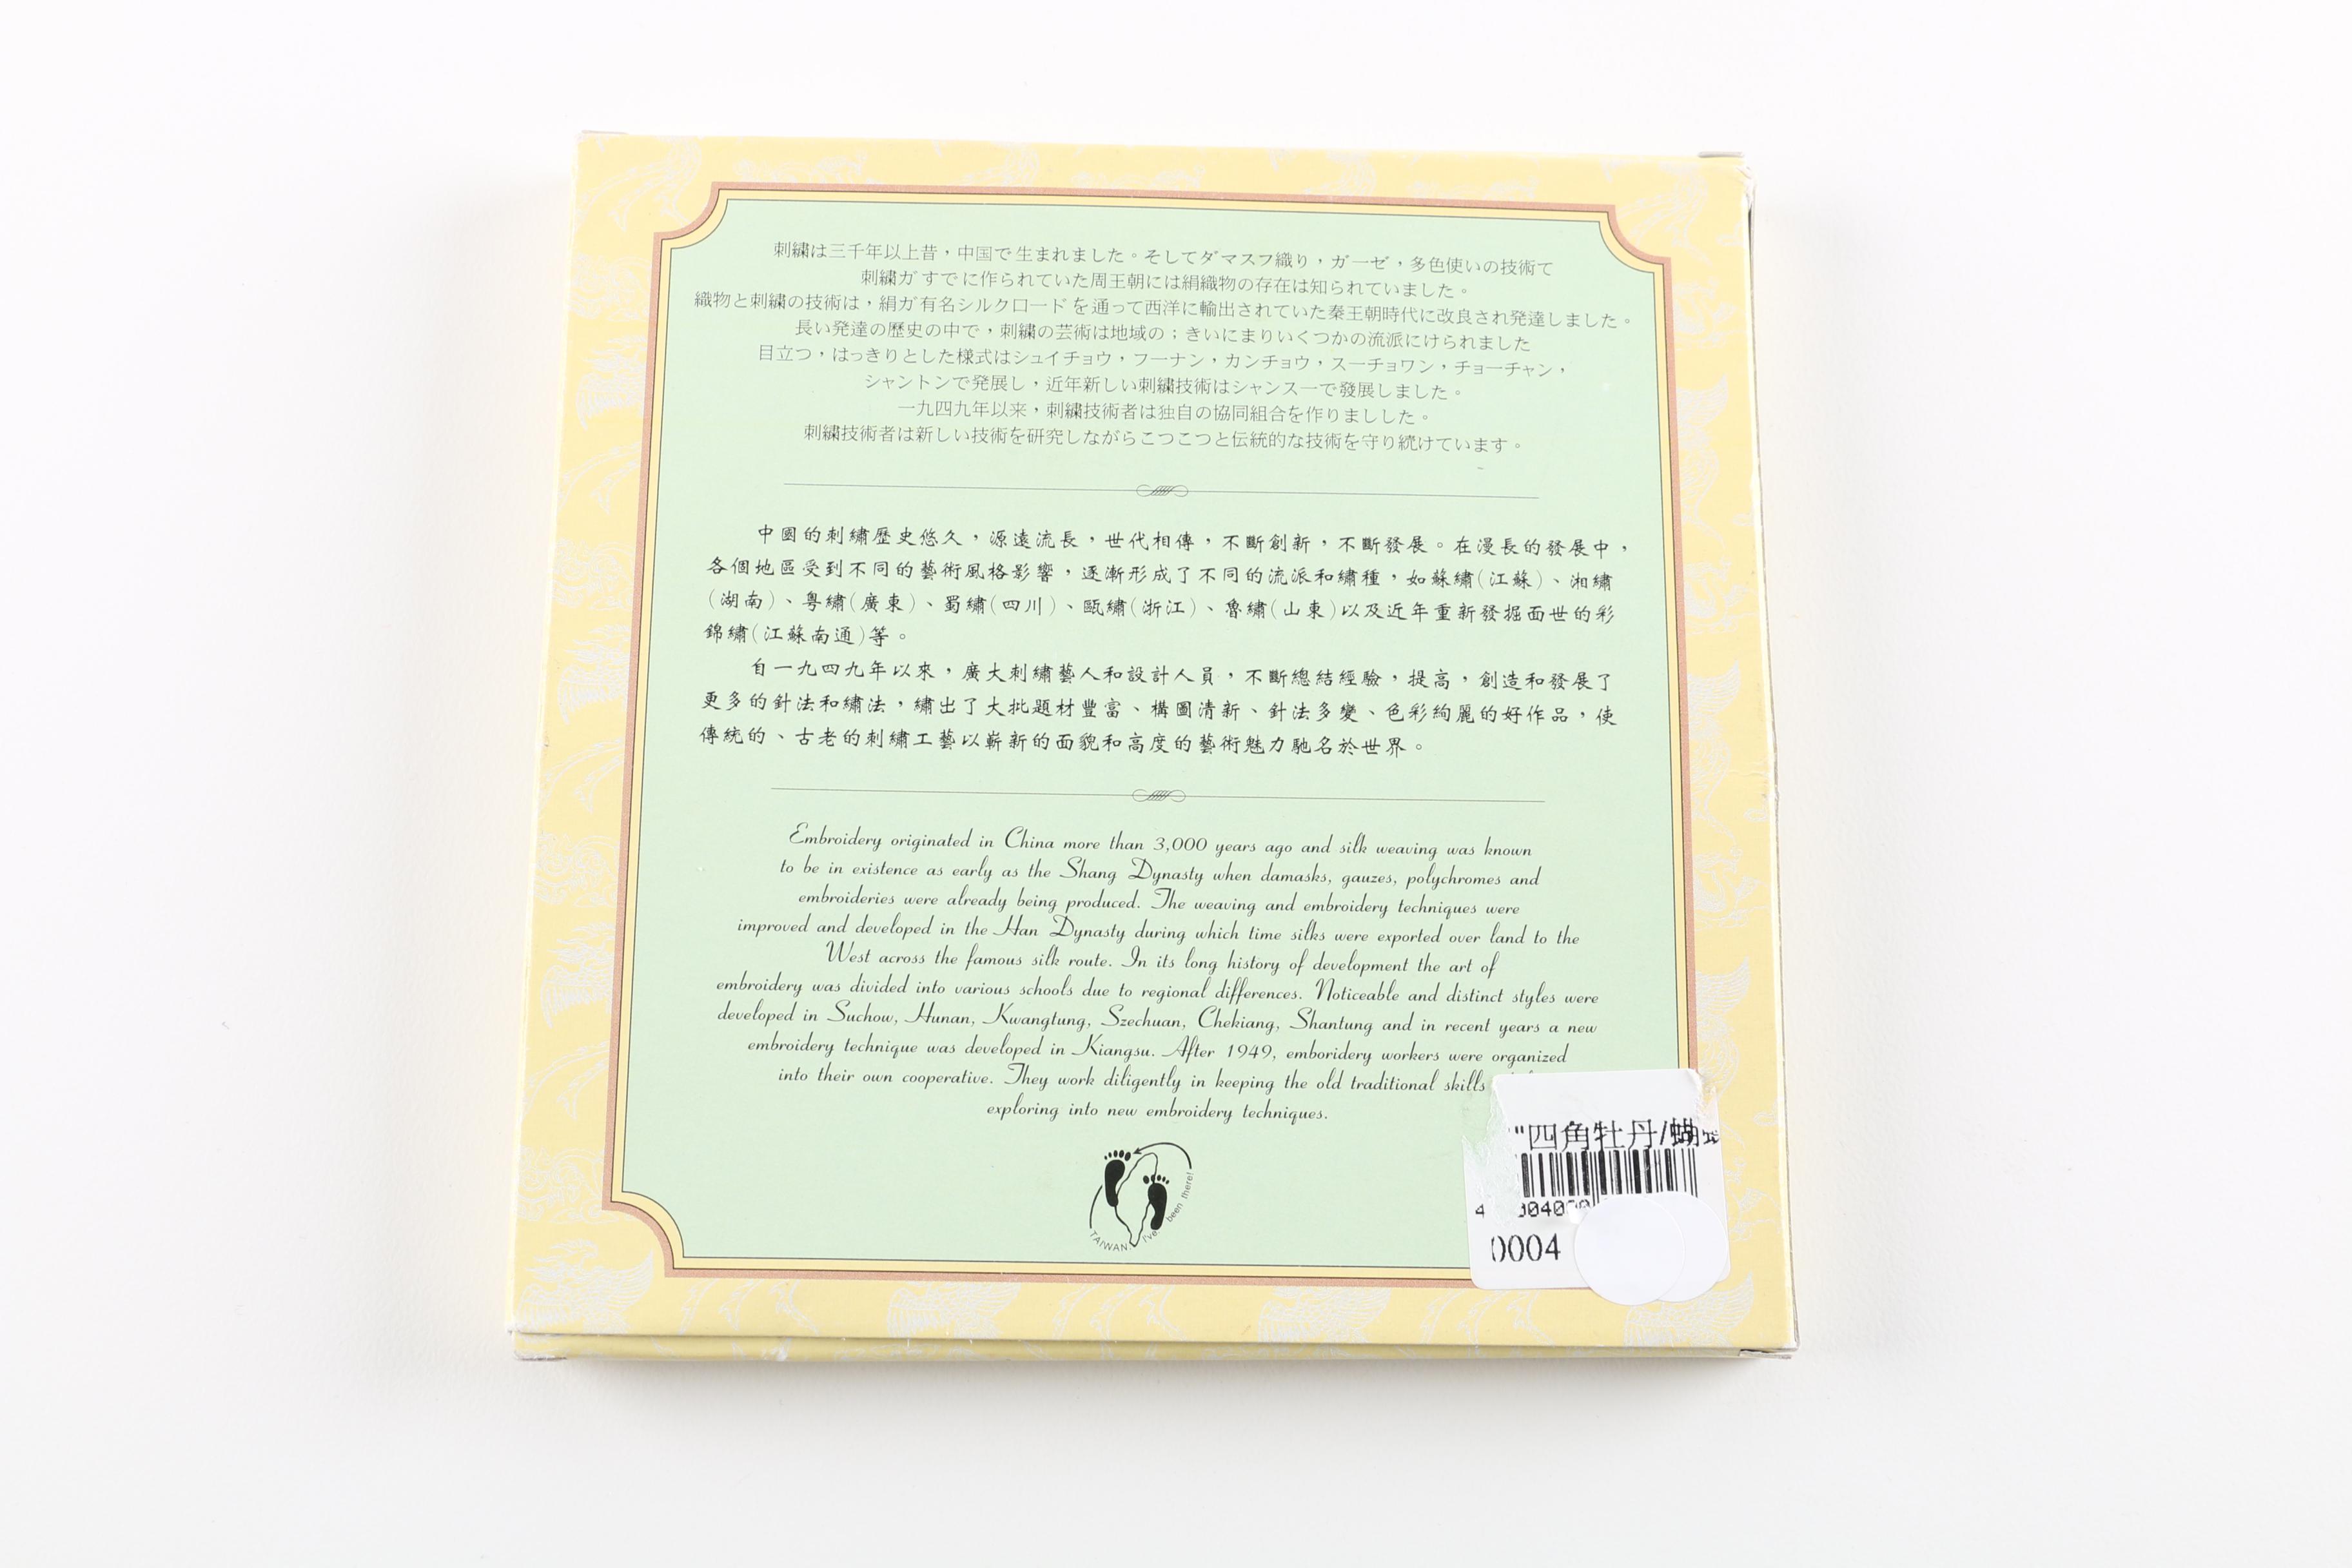 刺繍は三千年以上昔，中国で生まれました。そしてダマスフ織り，ガーゼ，多色使いの技術て
刺繍ガすでに作られていた周王朝には絹織物の存在は知られていました。
織物と刺繍の技術は，絹ガ有名シルクロードを通って西洋に輸出されていた秦王朝時代に改良され発達しました。
長い発達の歴史の中で，刺繍の芸術は地域の；きいにまりいくつかの流派にけられました
目立つ，はっきりとした様式はシュイチョウ，フーナン，カンチョウ，スーチョワン，チョーチャン，
シャントンで発展し，近年新しい刺繍技術はシャンスーで發展しました。
一九四九年以来，刺繍技術者は独自の協同組合を作りましした。
刺繍技術者は新しい技術を研究しながらこつこつと伝統的な技術を守り続けています。
中國的刺繡歷史悠久，源遠流長，世代相傳，不斷創新，不斷發展。在漫長的發展中，
各個地區受到不同的藝術風格影響，逐漸形成了不同的流派和繡種，如蘇繡(江蘇)、湘繡
(湖南)、粵繡(廣東)、蜀繡(四川)、甌繡(浙江)、魯繡(山東)以及近年重新發掘面世的彩
錦繡(江蘇南通)等。
自一九四九年以來，廣大刺繡藝人和設計人員，不斷總結經驗，提高，創造和發展了
更多的針法和繡法，繡出了大批題材豐富、構圖清新、針法多變、色彩絢麗的好作品，使
傳統的、古老的刺繡工藝以嶄新的面貌和高度的藝術魅力馳名於世界。
Embroidery originated in China more than 3,000 years ago and silk weaving was known
to be in existence as early as the Shang Dynasty when damasks, gauzes, polychromes and
embroideries were already being produced. The weaving and embroidery techniques were
improved and developed in the Han Dynasty during which time silks were exported over land to the
West across the famous silk route. In its long history of development the art of
embroidery was divided into various schools due to regional differences. Noticeable and distinct styles were
developed in Suchow, Hunan, Kwangtung, Szechuan, Chekiang, Shantung and in recent years a new
embroidery technique was developed in Kiangsu. After 1949, emboridery workers were organized
into their own cooperative. They work diligently in keeping the old traditional skills
exploring into new embroidery techniques.
TAIWAN I've been there!
"四角牡丹/蝴
0004